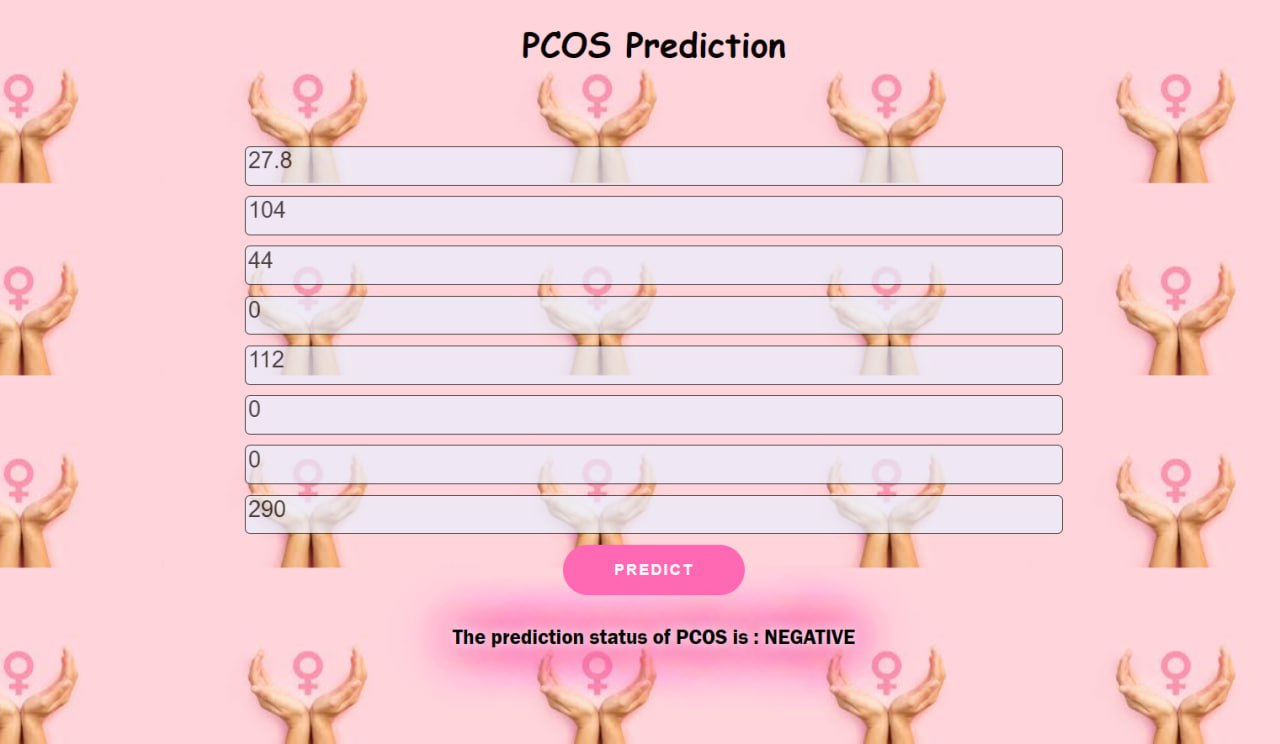 PCOS Prediction
27.8
104
44
0
112
0
0
290
PREDICT
The prediction status of PCOS is : NEGATIVE